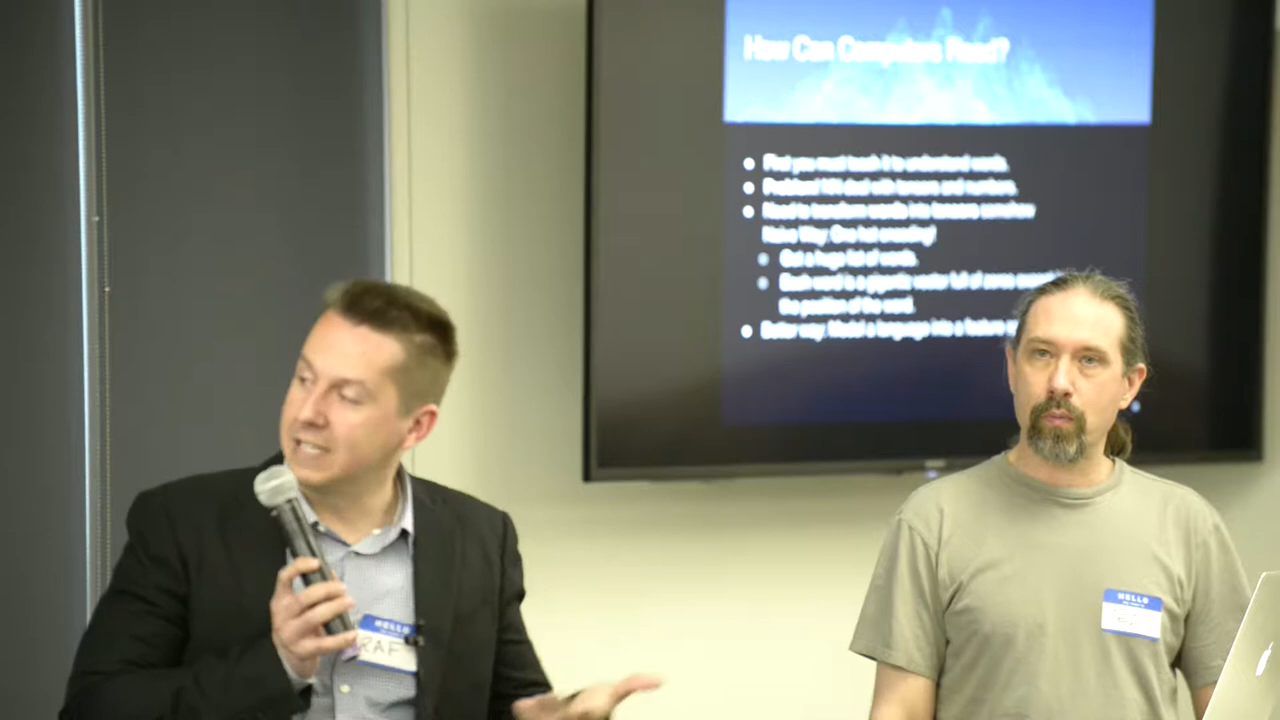 How Can Computers Read?
First you must teach it to understand words.
Problem! NN deal with tensors and numbers.
Need to transform words into tensors somehow
Naive Way: One hot encoding!
Get a huge list of words.
Each word is a gigantic vector full of zeros
the position of the word.
Better way: Model a language into a feature
HELLO
RAF
HELLO